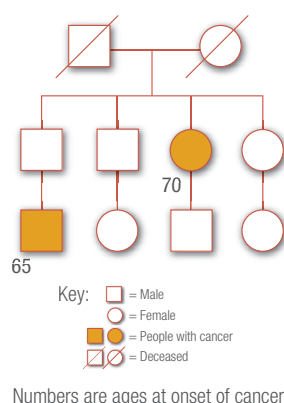 70
65
Key: = Male
= Female
= People with cancer
= Deceased
Numbers are ages at onset of cancer